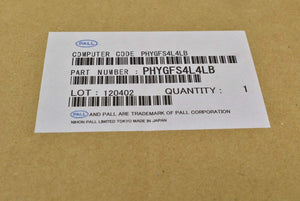 PALL
COMPUTER CODE PHYGFS4L4LB
PART NUMBER : PHYGFS4L4LB
LOT : 120402 QUANTITY : 1
PALL AND PALL ARE TRADEMARK OF PALL CORPORATION
NIHON PALL LIMITED TOKYO MADE IN JAPAN